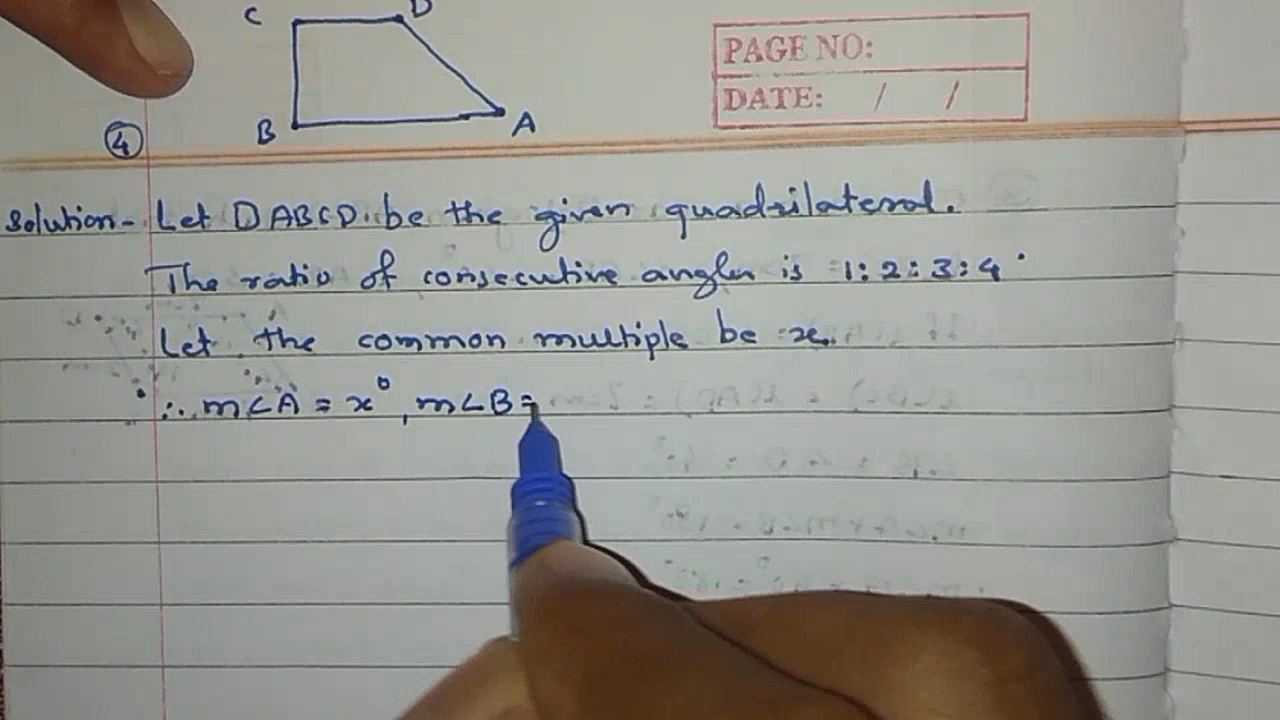 C D
PAGE NO:
DATE: / /
B A
④
Solution- Let □ABCD be the given quadrilateral.
The ratio of consecutive angles is 1:2:3:4.
Let the common multiple be x.
∴ m∠A = x°, m∠B=